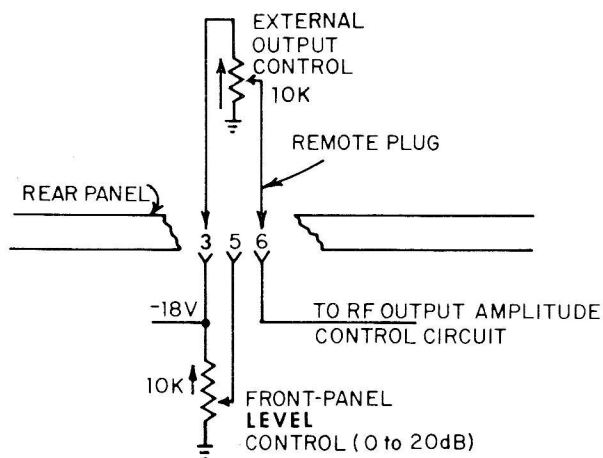 EXTERNAL
OUTPUT
CONTROL
10K
REMOTE PLUG
REAR PANEL
3 5 6
-18V
TO RF OUTPUT AMPLITUDE
CONTROL CIRCUIT
10K
FRONT-PANEL
LEVEL
CONTROL (0 to 20dB)